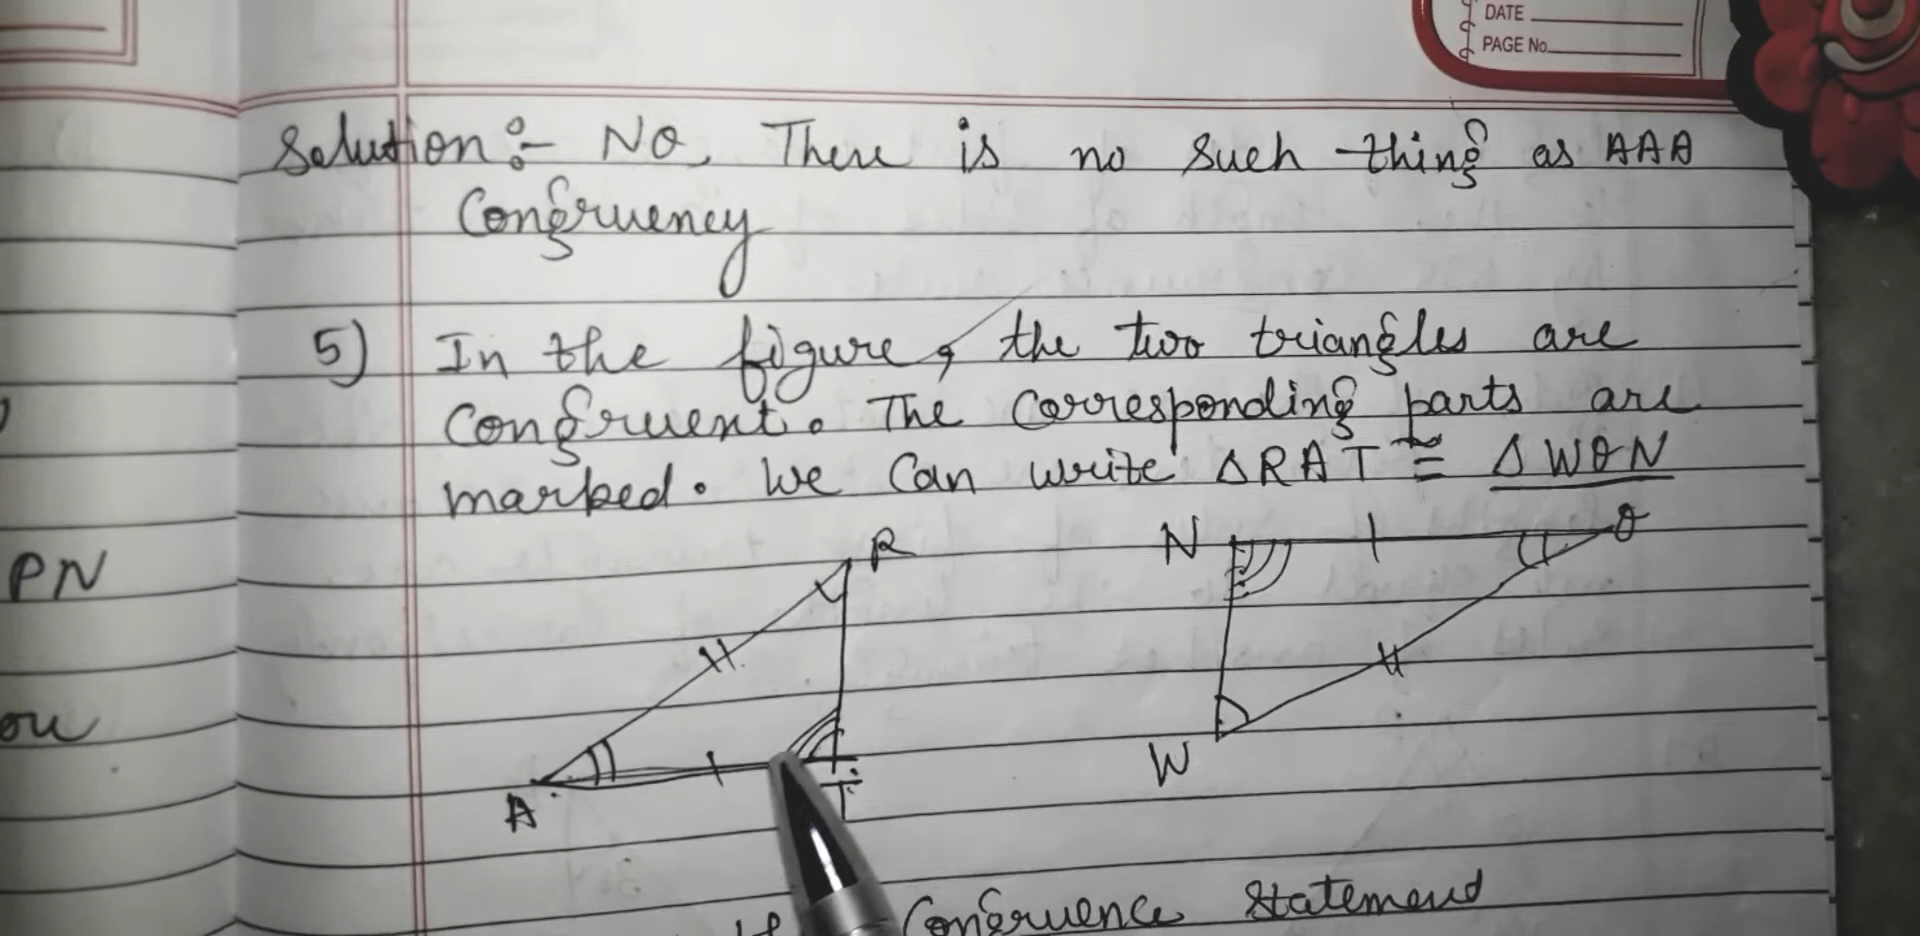 DATE
PAGE No.
Solution:- No, There is no such thing as AAA
Congruency
5) In the figure, the two triangles are
Congruent. The Corresponding parts are
marked. We Can write ΔRAT ≅ ΔWON
PN
R
N
O
ou
A
T
W
Congruence Statement